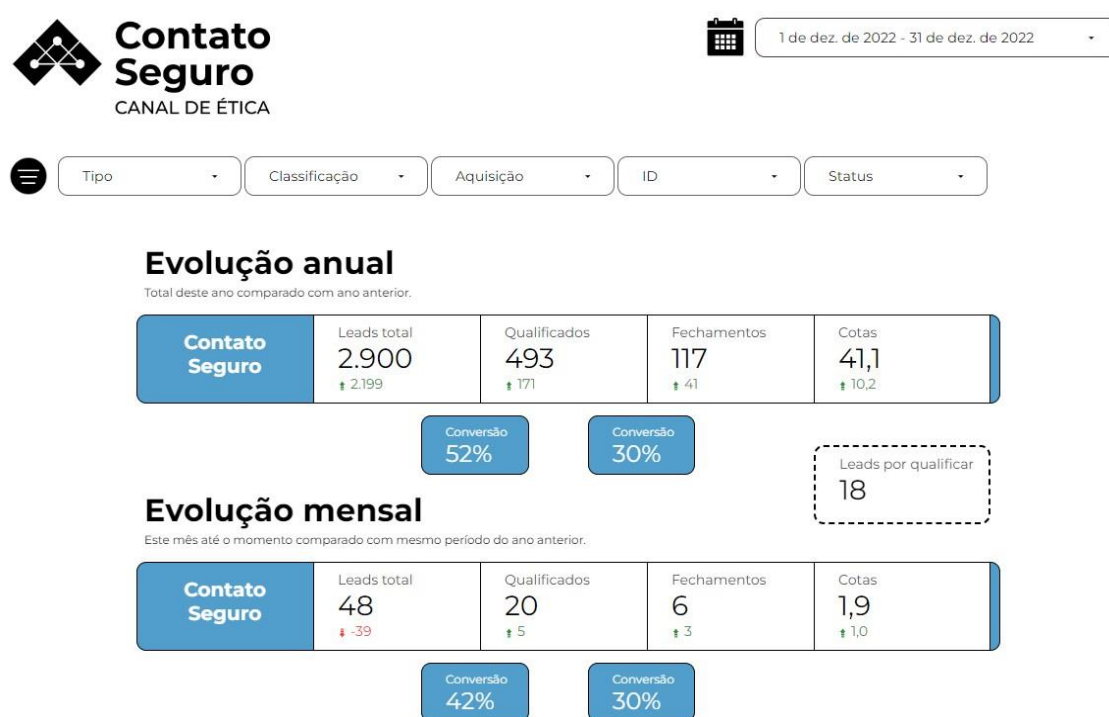 Contato
Seguro
CANAL DE ÉTICA
1 de dez. de 2022 - 31 de dez. de 2022
Tipo
Classificação
Aquisição
ID
Status
Evolução anual
Total deste ano comparado com ano anterior.
Contato
Seguro
Leads total
2.900
2.199
Qualificados
493
171
Fechamentos
117
41
Cotas
41,1
10,2
Conversão
52%
Conversão
30%
Leads por qualificar
18
Evolução mensal
Este mês até o momento comparado com mesmo período do ano anterior.
Contato
Seguro
Leads total
48
-39
Qualificados
20
5
Fechamentos
6
3
Cotas
1,9
1,0
Conversão
42%
Conversão
30%